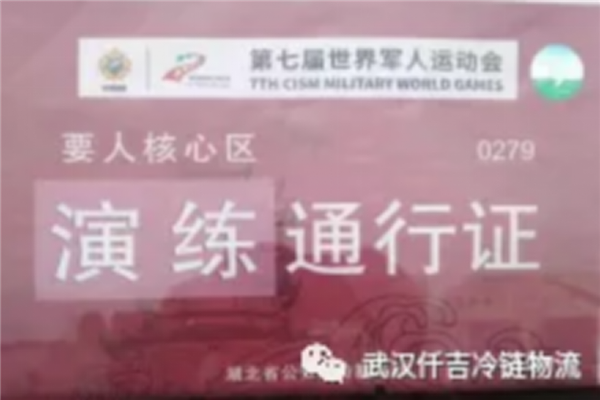 第七届世界军人运动会
7TH CISM MILITARY WORLD GAMES
要人核心区
0279
演练通行证
湖北省公
武汉仟吉冷链物流